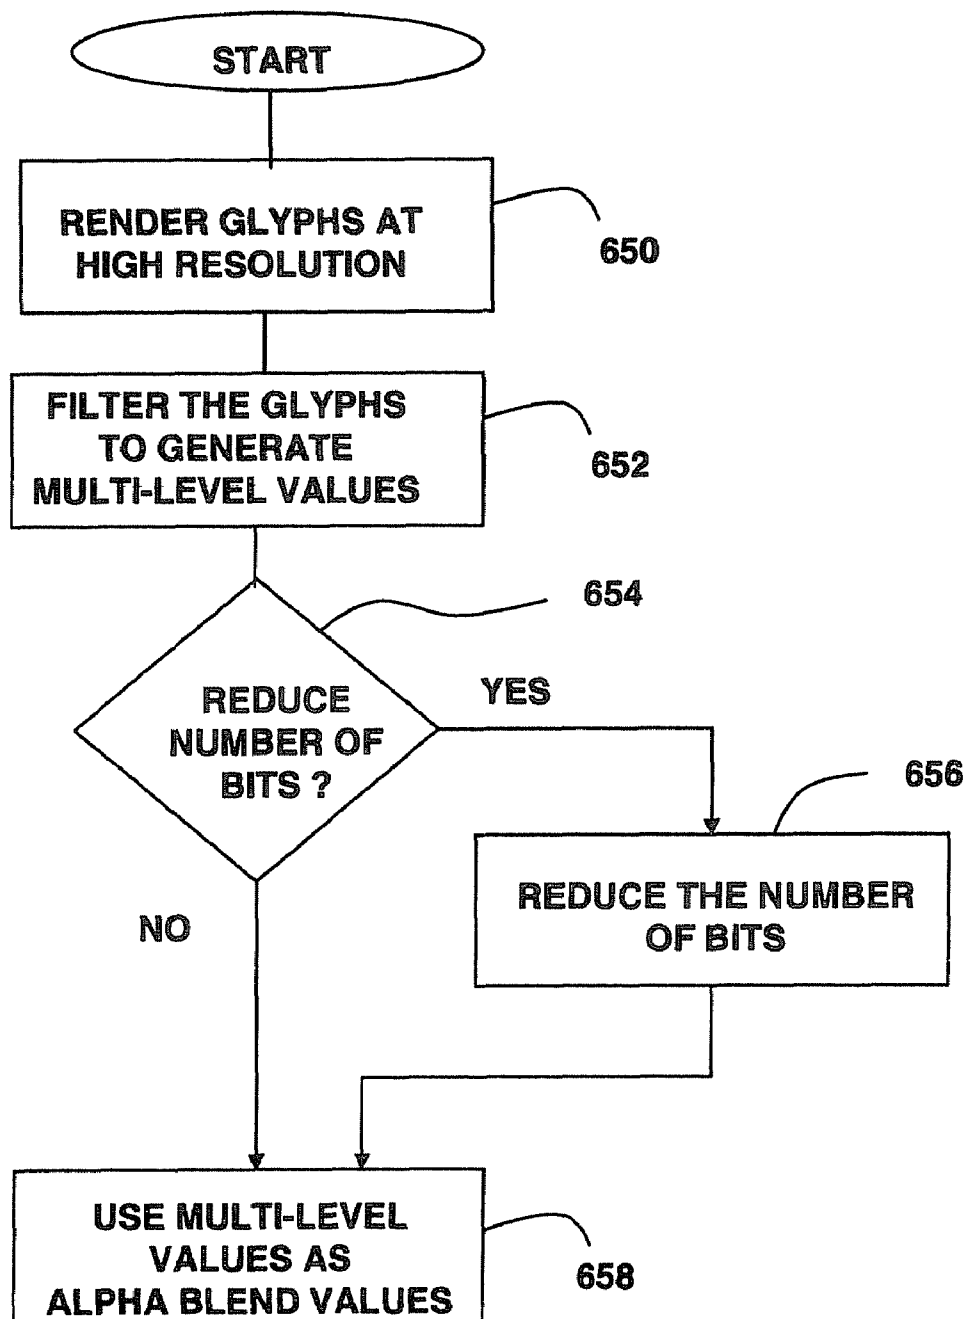 START
RENDER GLYPHS AT
HIGH RESOLUTION
650
FILTER THE GLYPHS
TO GENERATE
MULTI-LEVEL VALUES
652
654
REDUCE
NUMBER OF
BITS ?
YES
656
REDUCE THE NUMBER
OF BITS
NO
USE MULTI-LEVEL
VALUES AS
ALPHA BLEND VALUES
658